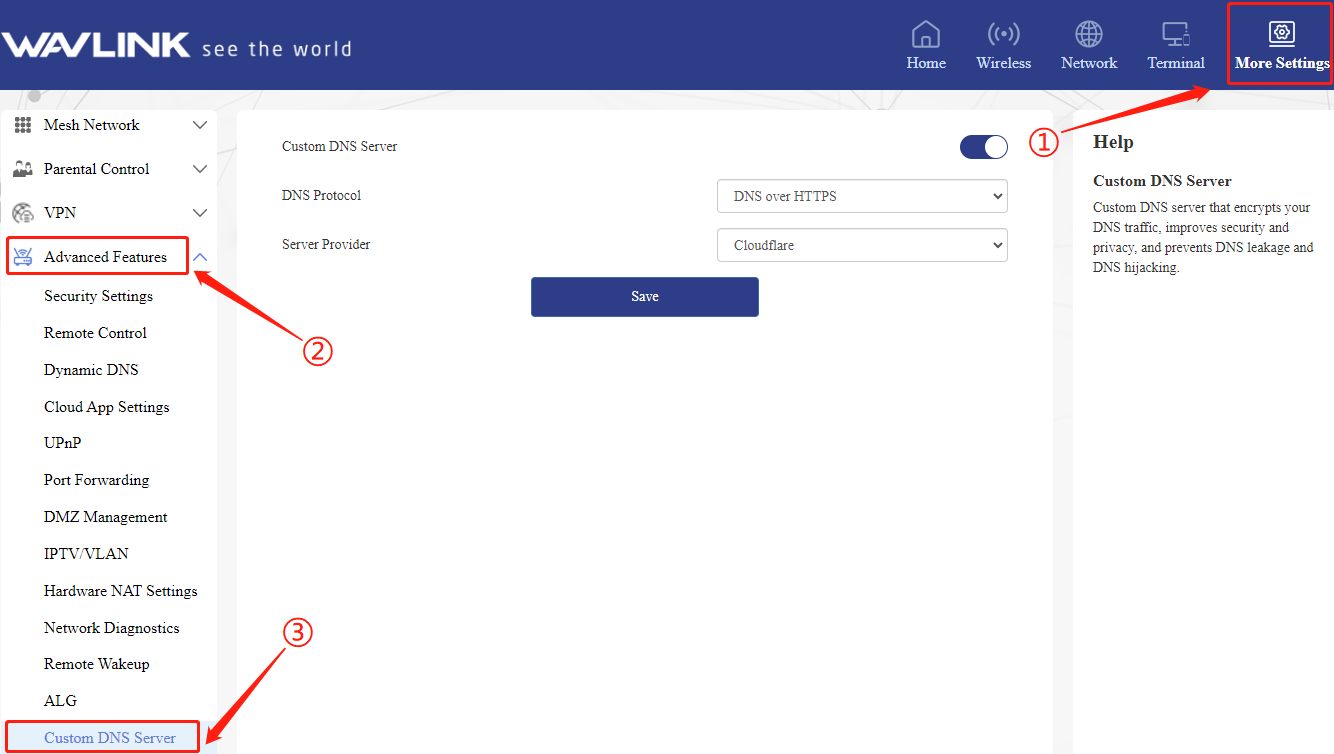 WAVLINK see the world
Home
Wireless
Network
Terminal
More Settings
①
Mesh Network
Parental Control
VPN
Advanced Features
②
Security Settings
Remote Control
Dynamic DNS
Cloud App Settings
UPnP
Port Forwarding
DMZ Management
IPTV/VLAN
Hardware NAT Settings
Network Diagnostics
Remote Wakeup
ALG
Custom DNS Server
③
Custom DNS Server
DNS Protocol
DNS over HTTPS
Server Provider
Cloudflare
Save
Help
Custom DNS Server
Custom DNS server that encrypts your
DNS traffic, improves security and
privacy, and prevents DNS leakage and
DNS hijacking.